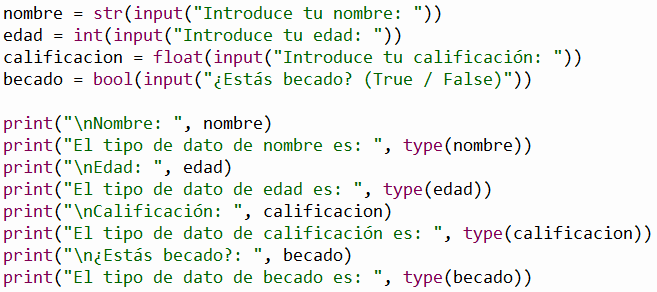 nombre = str(input("Introduce tu nombre: "))
edad = int(input("Introduce tu edad: "))
calificacion = float(input("Introduce tu calificación: "))
becado = bool(input("¿Estás becado? (True / False)"))

print("\nNombre: ", nombre)
print("El tipo de dato de nombre es: ", type(nombre))
print("\nEdad: ", edad)
print("El tipo de dato de edad es: ", type(edad))
print("\nCalificación: ", calificacion)
print("El tipo de dato de calificación es: ", type(calificacion))
print("\n¿Estás becado?: ", becado)
print("El tipo de dato de becado es: ", type(becado))